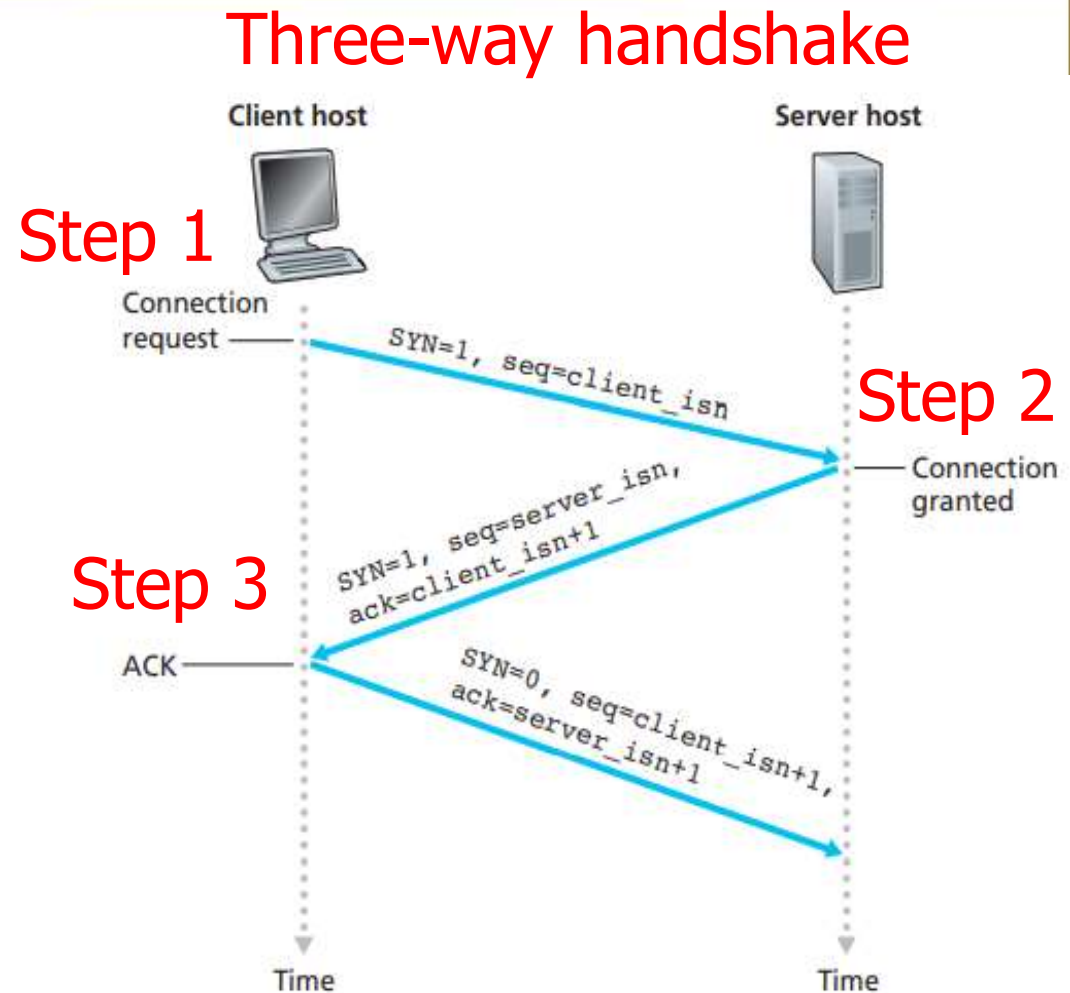 Three-way handshake
Client host
Server host
Step 1
Connection
request
SYN=1, seq=client_isn
Step 2
Connection
granted
SYN=1, seq=server_isn,
ack=client_isn+1
Step 3
ACK
SYN=0, seq=client_isn+1,
ack=server_isn+1
Time
Time